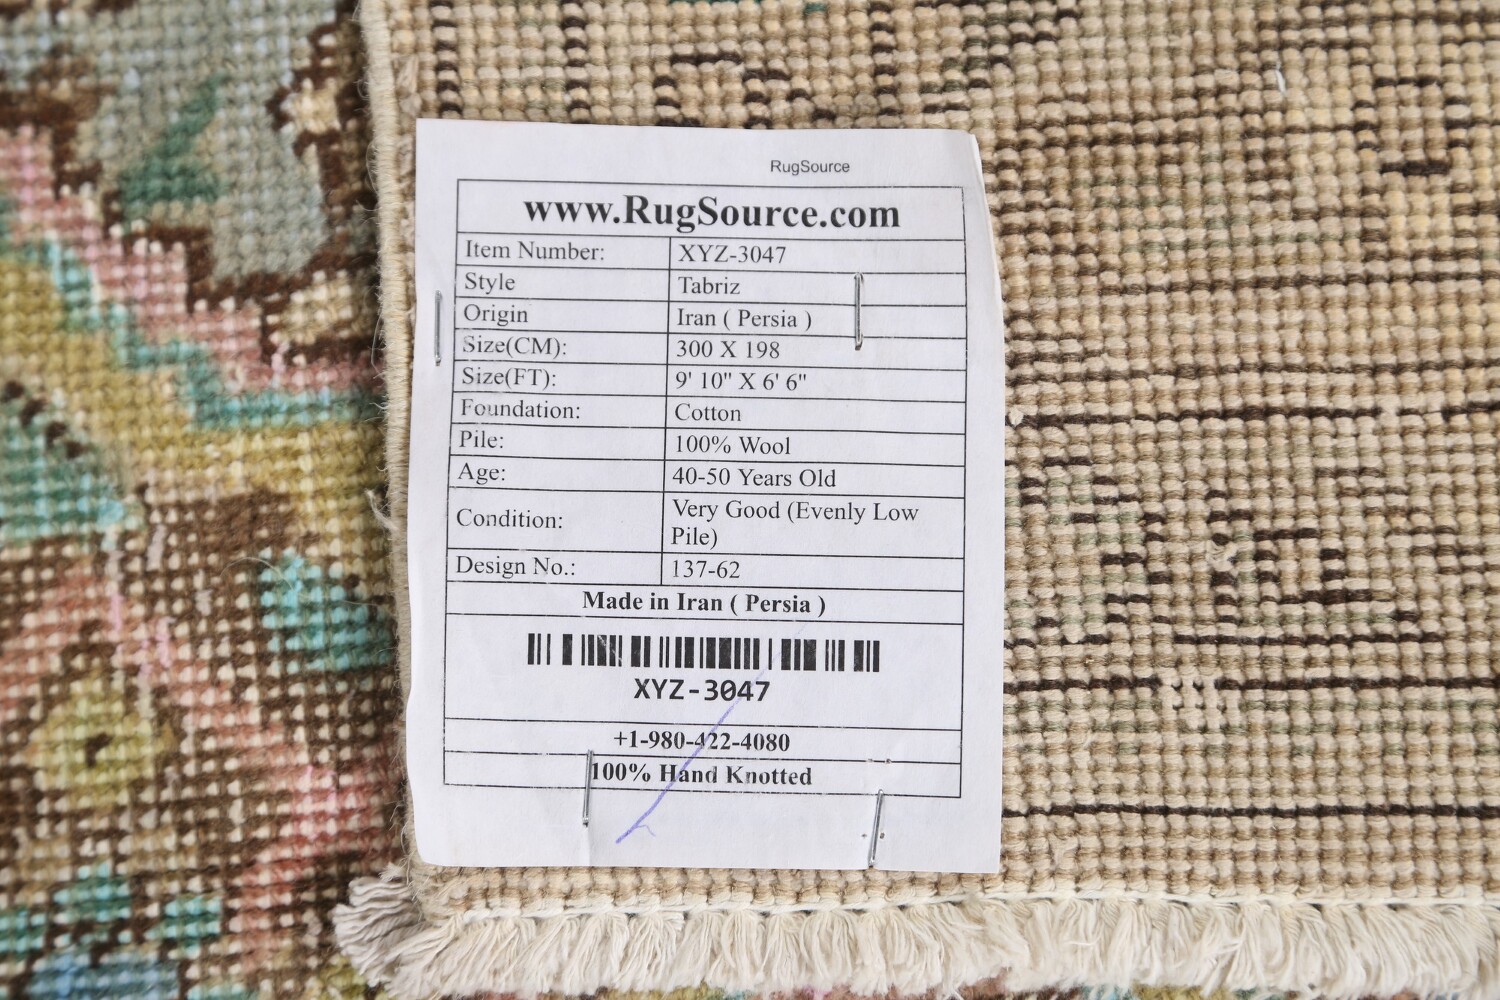 RugSource
www.RugSource.com
Item Number: XYZ-3047
Style Tabriz
Origin Iran ( Persia )
Size(CM): 300 X 198
Size(FT): 9' 10" X 6' 6"
Foundation: Cotton
Pile: 100% Wool
Age: 40-50 Years Old
Condition: Very Good (Evenly Low
Pile)
Design No.: 137-62
Made in Iran ( Persia )
XYZ-3047
+1-980-422-4080
100% Hand Knotted